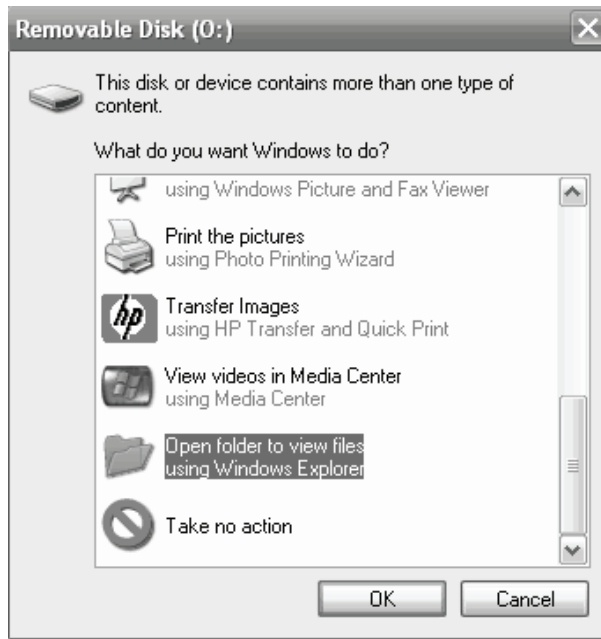 Removable Disk (O:)
This disk or device contains more than one type of
content.
What do you want Windows to do?
using Windows Picture and Fax Viewer
Print the pictures
using Photo Printing Wizard
hp
Transfer Images
using HP Transfer and Quick Print
View videos in Media Center
using Media Center
Open folder to view files
using Windows Explorer
Take no action
OK
Cancel